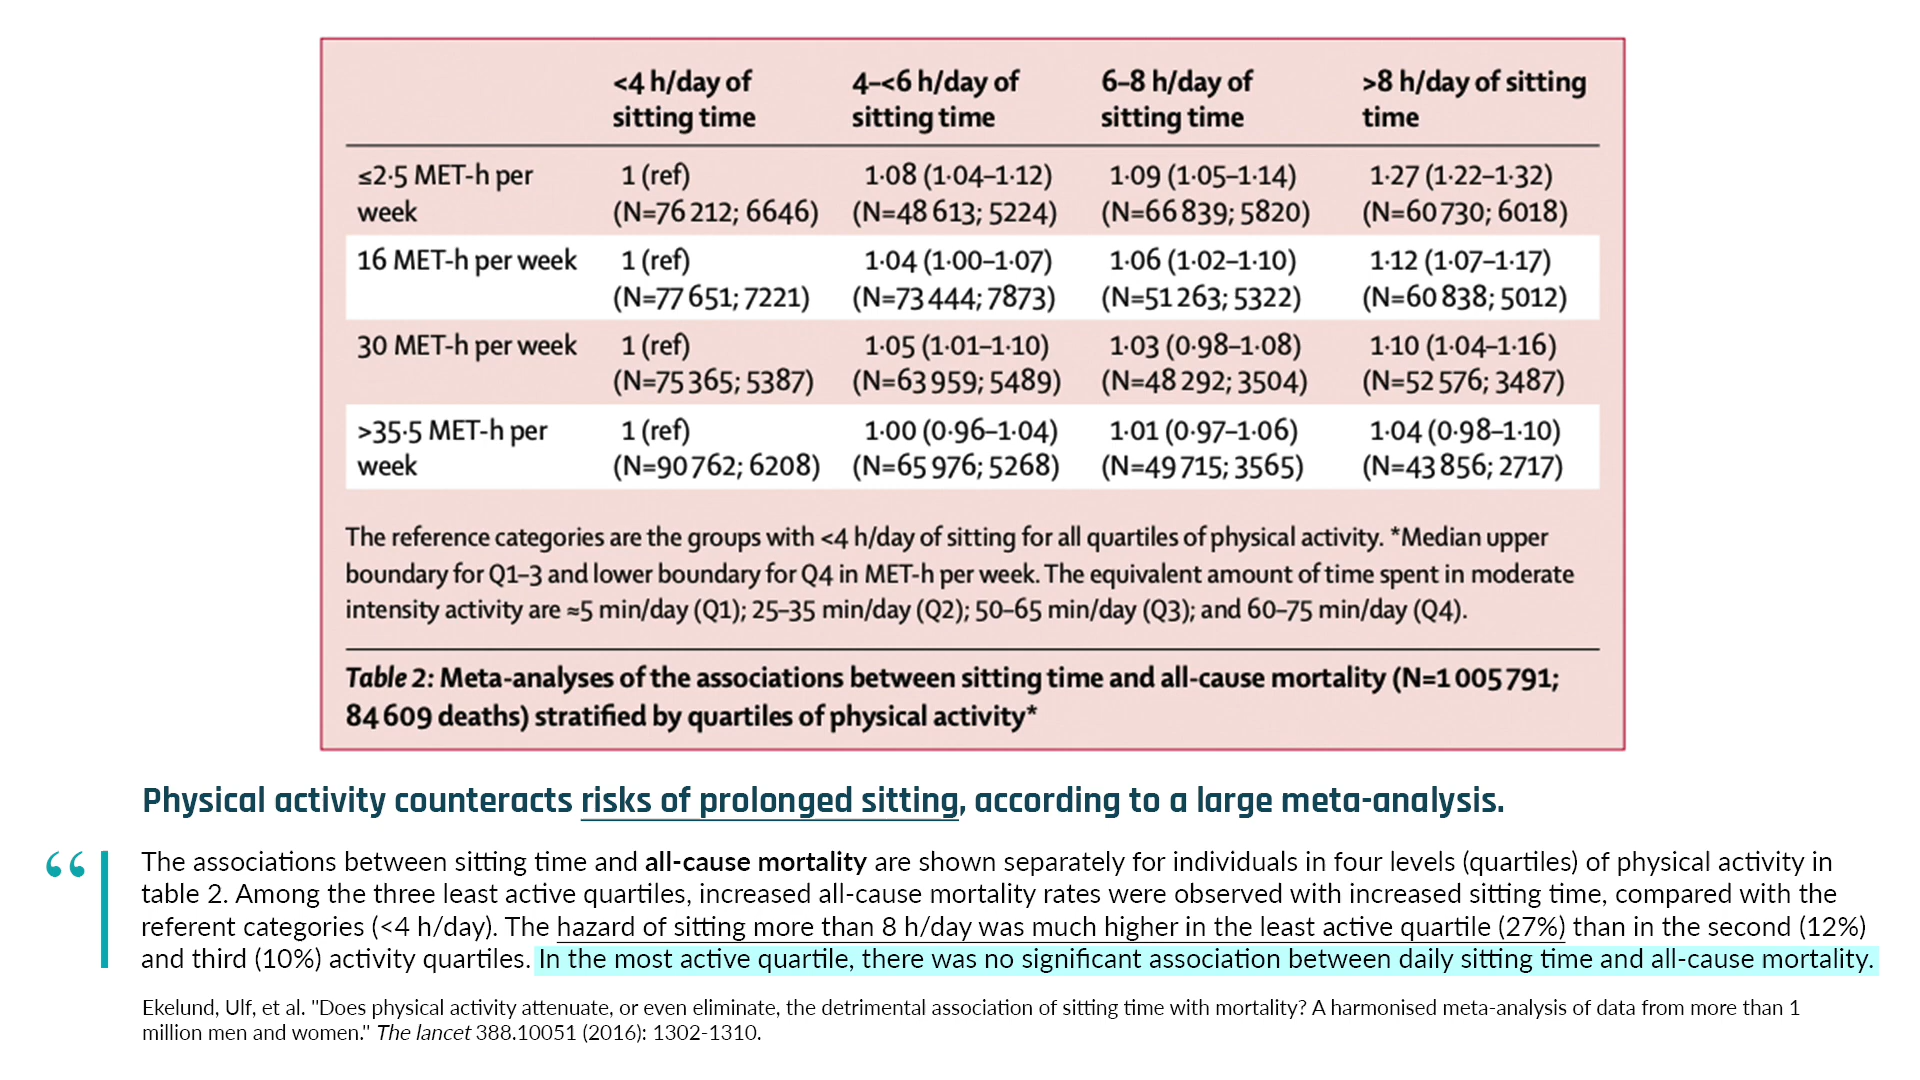 <4 h/day of sitting time	4–<6 h/day of sitting time	6–8 h/day of sitting time	>8 h/day of sitting time
≤2·5 MET-h per week	1 (ref) (N=76 212; 6646)	1·08 (1·04–1·12) (N=48 613; 5224)	1·09 (1·05–1·14) (N=66 839; 5820)	1·27 (1·22–1·32) (N=60 730; 6018)
16 MET-h per week	1 (ref) (N=77 651; 7221)	1·04 (1·00–1·07) (N=73 444; 7873)	1·06 (1·02–1·10) (N=51 263; 5322)	1·12 (1·07–1·17) (N=60 838; 5012)
30 MET-h per week	1 (ref) (N=75 365; 5387)	1·05 (1·01–1·10) (N=63 959; 5489)	1·03 (0·98–1·08) (N=48 292; 3504)	1·10 (1·04–1·16) (N=52 576; 3487)
>35·5 MET-h per week	1 (ref) (N=90 762; 6208)	1·00 (0·96–1·04) (N=65 976; 5268)	1·01 (0·97–1·06) (N=49 715; 3565)	1·04 (0·98–1·10) (N=43 856; 2717)
The reference categories are the groups with <4 h/day of sitting for all quartiles of physical activity. *Median upper
boundary for Q1–3 and lower boundary for Q4 in MET-h per week. The equivalent amount of time spent in moderate
intensity activity are ≈5 min/day (Q1); 25–35 min/day (Q2); 50–65 min/day (Q3); and 60–75 min/day (Q4).
Table 2: Meta-analyses of the associations between sitting time and all-cause mortality (N=1 005 791;
84 609 deaths) stratified by quartiles of physical activity*
Physical activity counteracts risks of prolonged sitting, according to a large meta-analysis.
“ The associations between sitting time and all-cause mortality are shown separately for individuals in four levels (quartiles) of physical activity in
table 2. Among the three least active quartiles, increased all-cause mortality rates were observed with increased sitting time, compared with the
referent categories (<4 h/day). The hazard of sitting more than 8 h/day was much higher in the least active quartile (27%) than in the second (12%)
and third (10%) activity quartiles. In the most active quartile, there was no significant association between daily sitting time and all-cause mortality.
Ekelund, Ulf, et al. "Does physical activity attenuate, or even eliminate, the detrimental association of sitting time with mortality? A harmonised meta-analysis of data from more than 1
million men and women." The lancet 388.10051 (2016): 1302-1310.